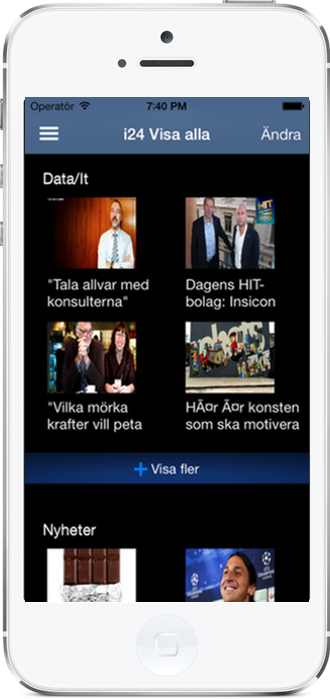 Operatör 7:40 PM
i24 Visa alla Ändra
Data/It
"Tala allvar med
konsulterna"
Dagens HIT-
bolag: Insicon
"Vilka mörka
krafter vill peta
HÃ¤r Ã¤r konsten
som ska motivera
+ Visa fler
Nyheter